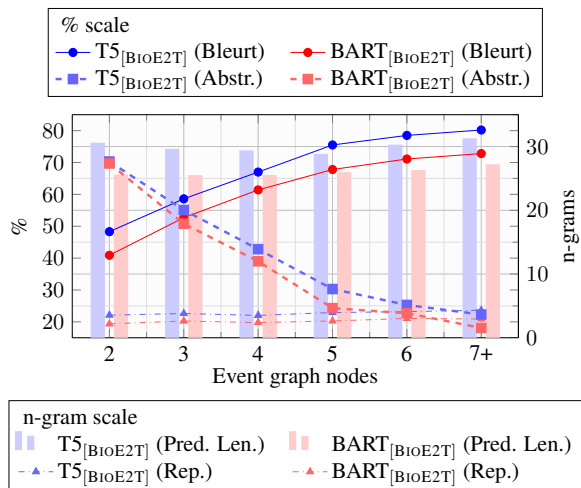 % scale
T5[BIOE2T] (Bleurt) BART[BIOE2T] (Bleurt)
T5[BIOE2T] (Abstr.) BART[BIOE2T] (Abstr.)
80
70
60
50
40
30
20
%
30
20
10
0
n-grams
2 3 4 5 6 7+
Event graph nodes
n-gram scale
T5[BIOE2T] (Pred. Len.) BART[BIOE2T] (Pred. Len.)
T5[BIOE2T] (Rep.) BART[BIOE2T] (Rep.)